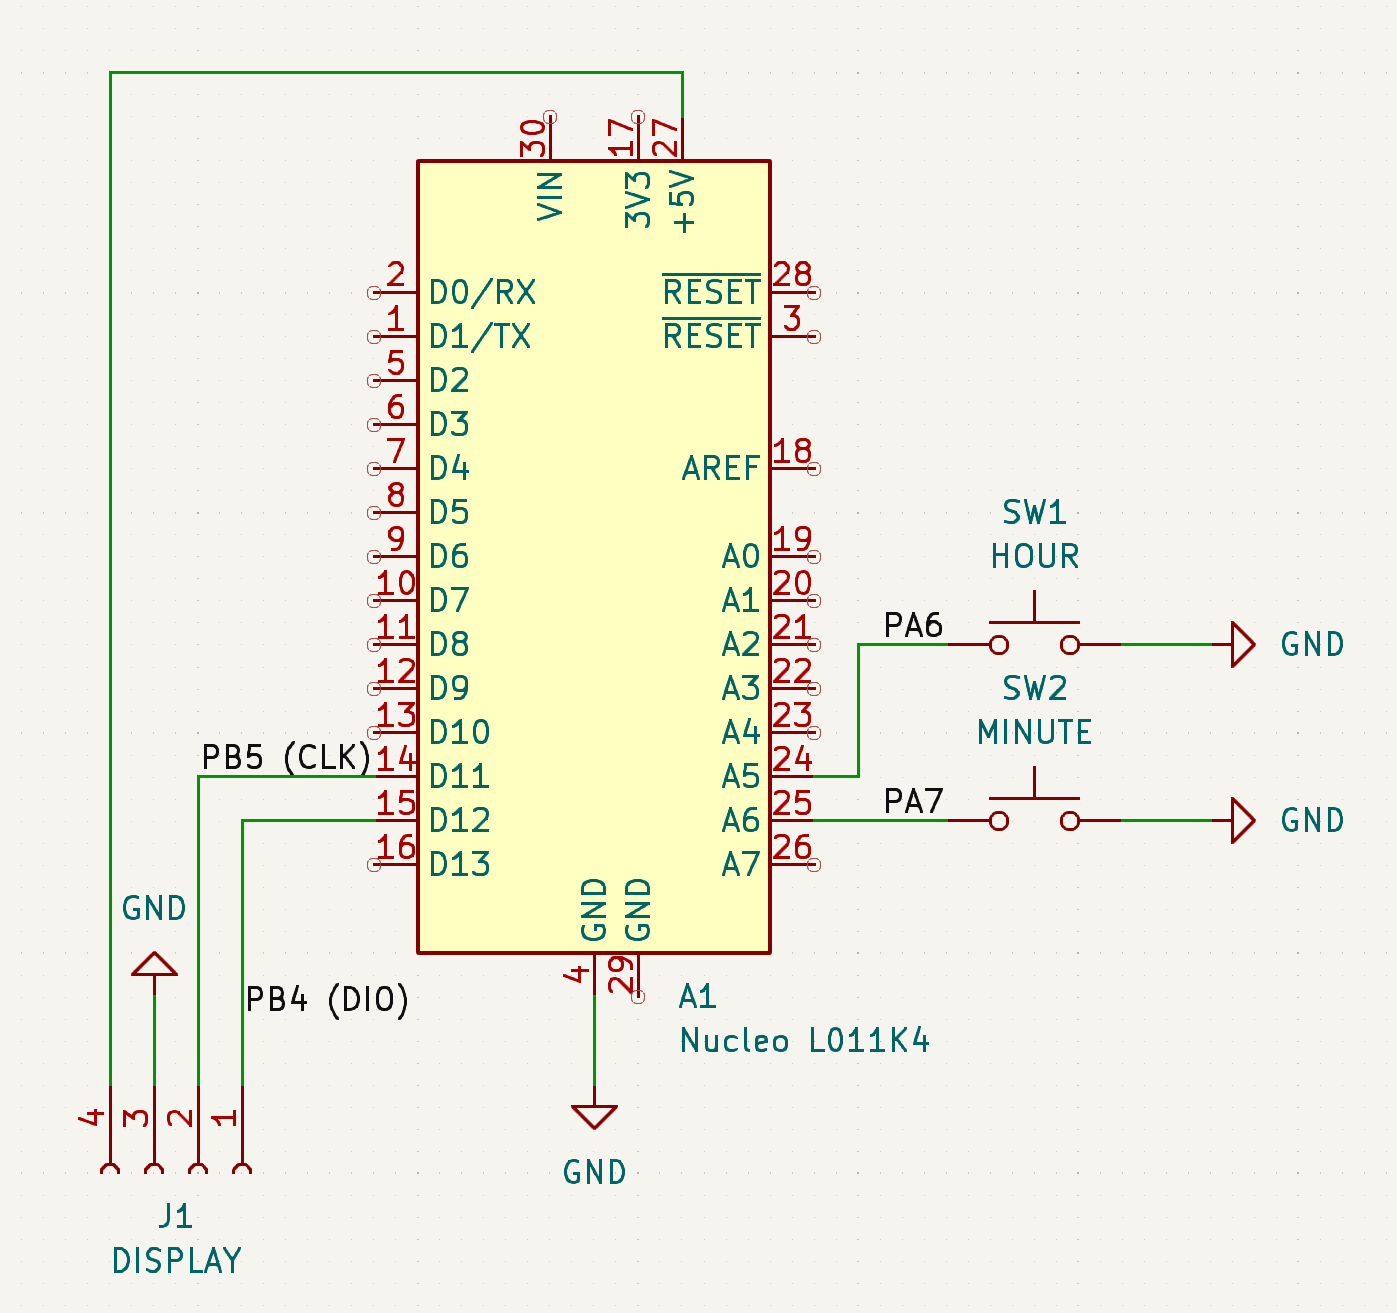 30
17
27
VIN
3V3
+5V
2
D0/RX
1
D1/TX
5
D2
6
D3
7
D4
8
D5
9
D6
10
D7
11
D8
12
D9
13
D10
PB5 (CLK)
14
D11
15
D12
16
D13
RESET
28
RESET
3
AREF
18
A0
19
A1
20
A2
21
A3
22
A4
23
A5
24
A6
25
A7
26
SW1
HOUR
PA6
GND
SW2
MINUTE
PA7
GND
GND
GND
4
29
GND
PB4 (DIO)
A1
Nucleo L011K4
GND
4
3
2
1
J1
DISPLAY